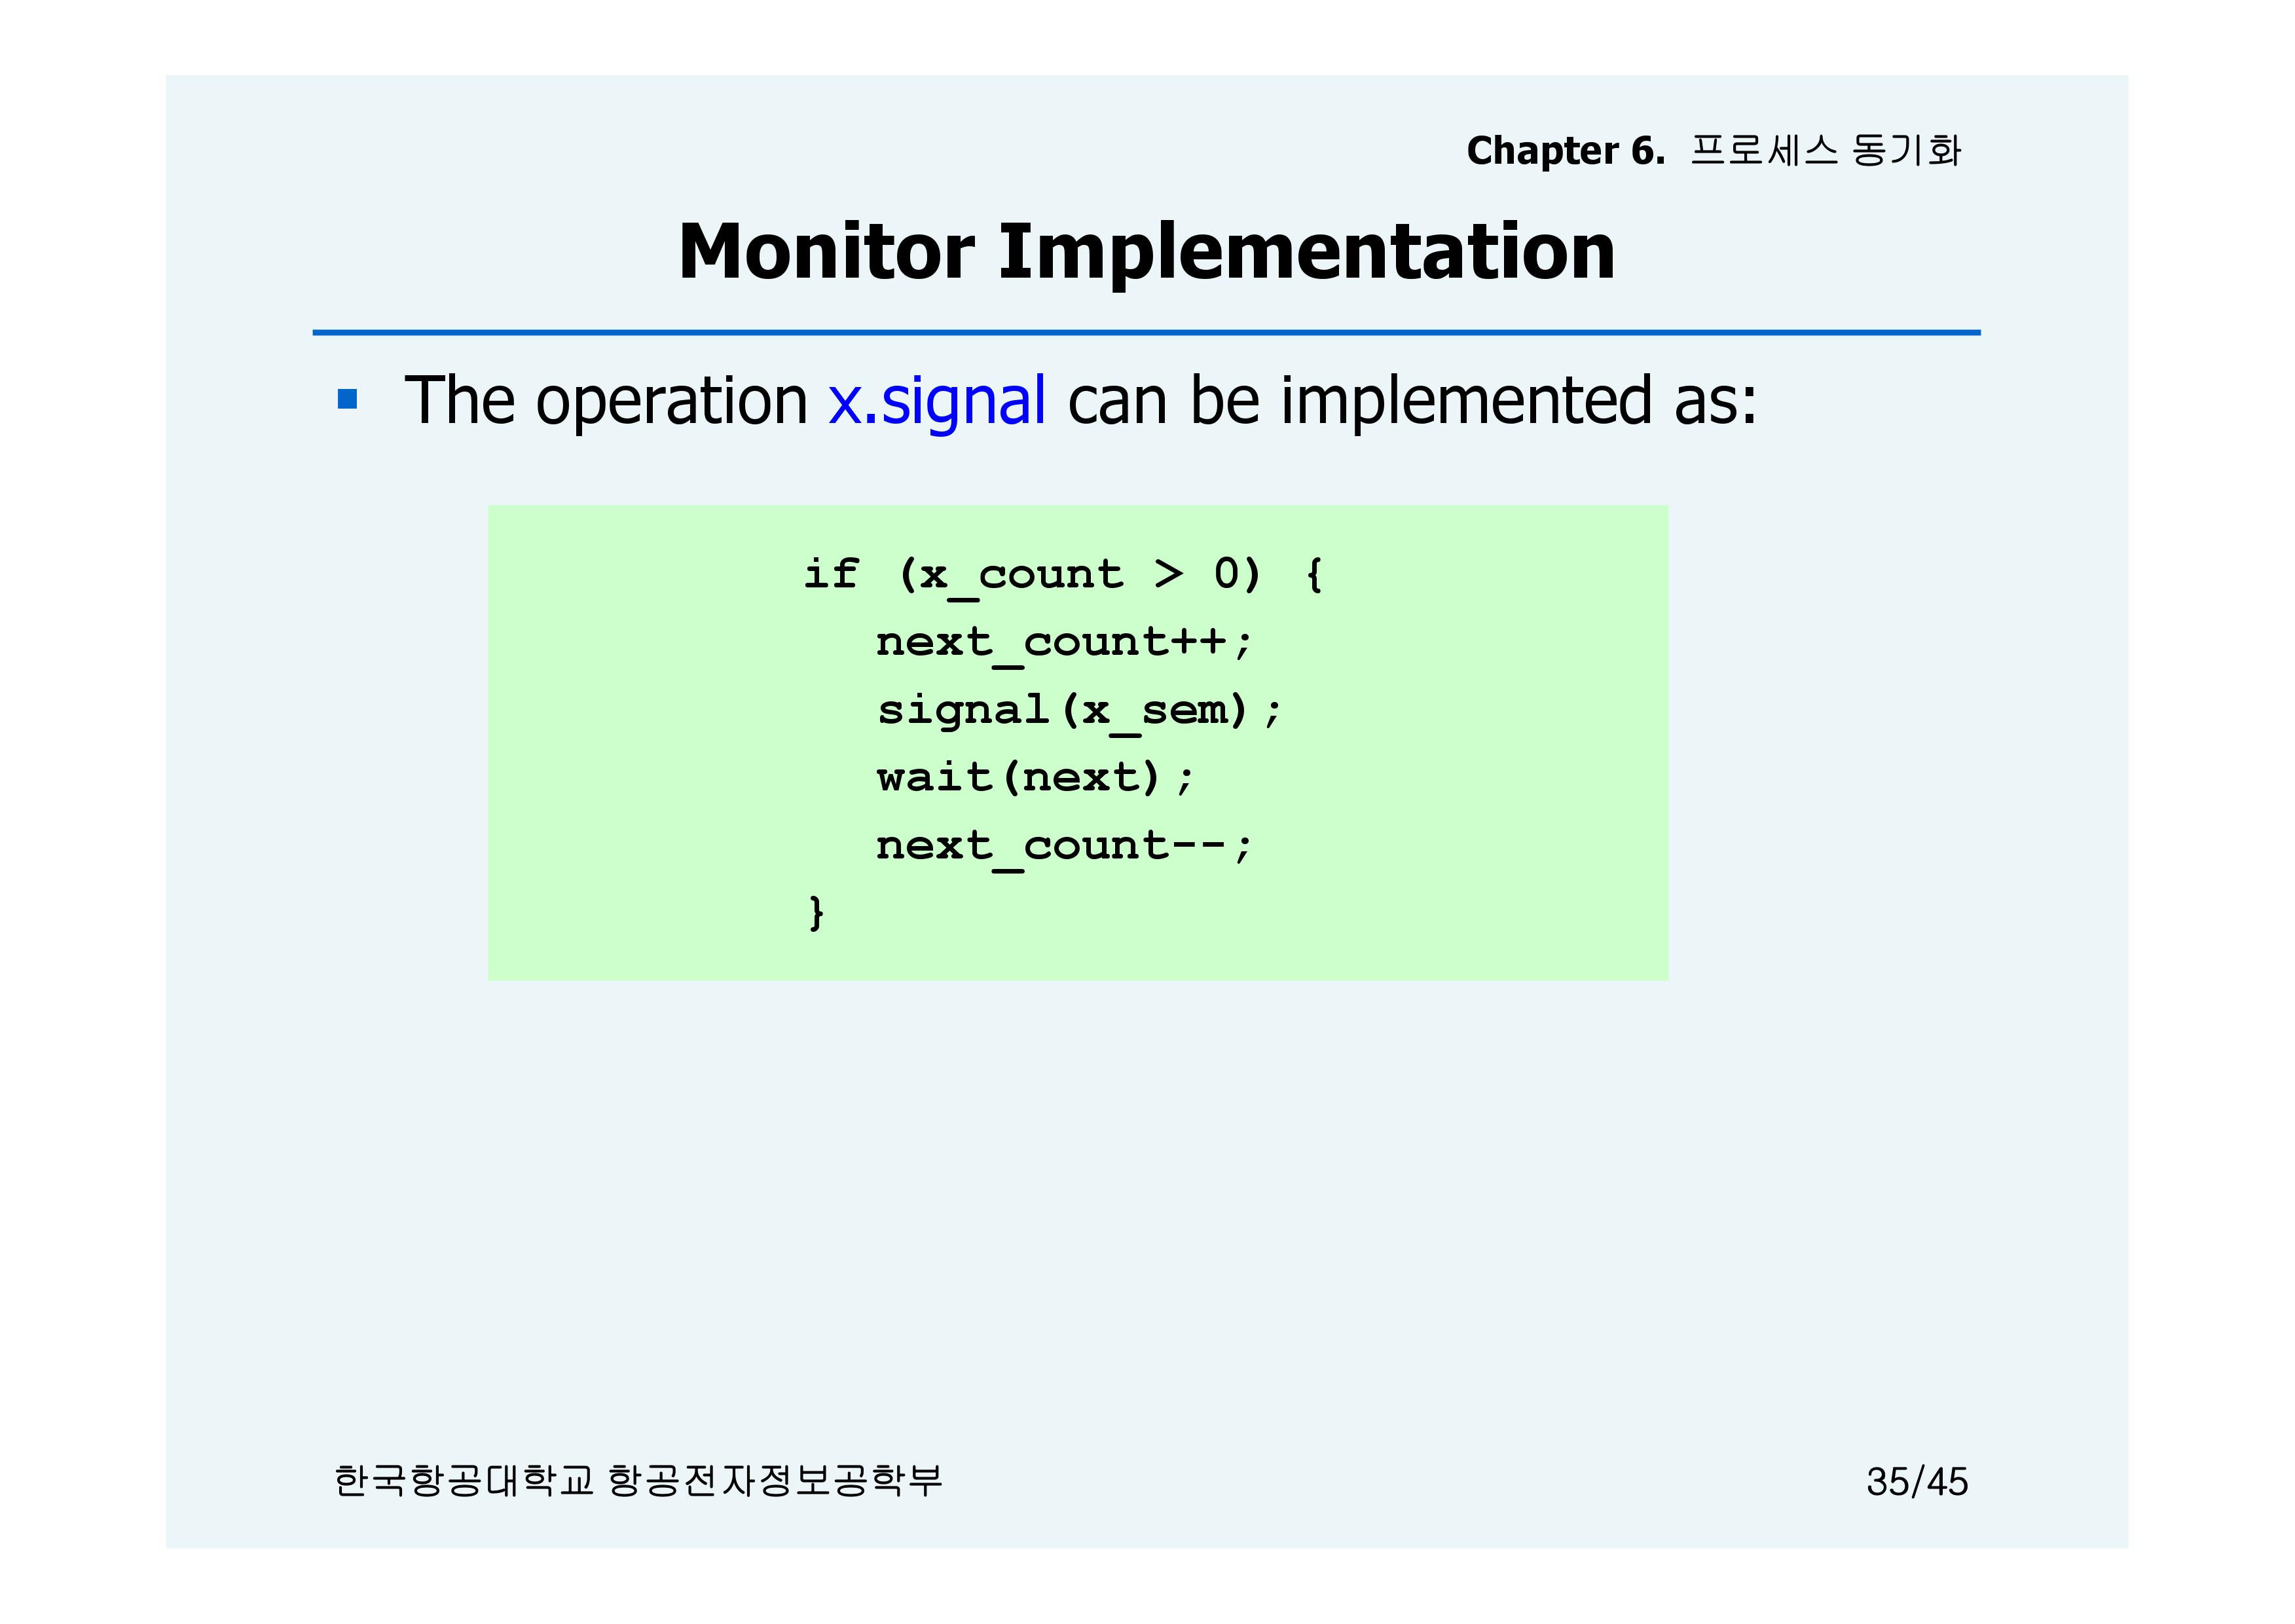 Chapter 6. 프로세스 동기화
Monitor Implementation
The operation x.signal can be implemented as:
if (x_count > 0) {
next_count++;
signal(x_sem);
wait(next);
next_count--;
}
한국항공대학교 항공전자정보공학부
35/45